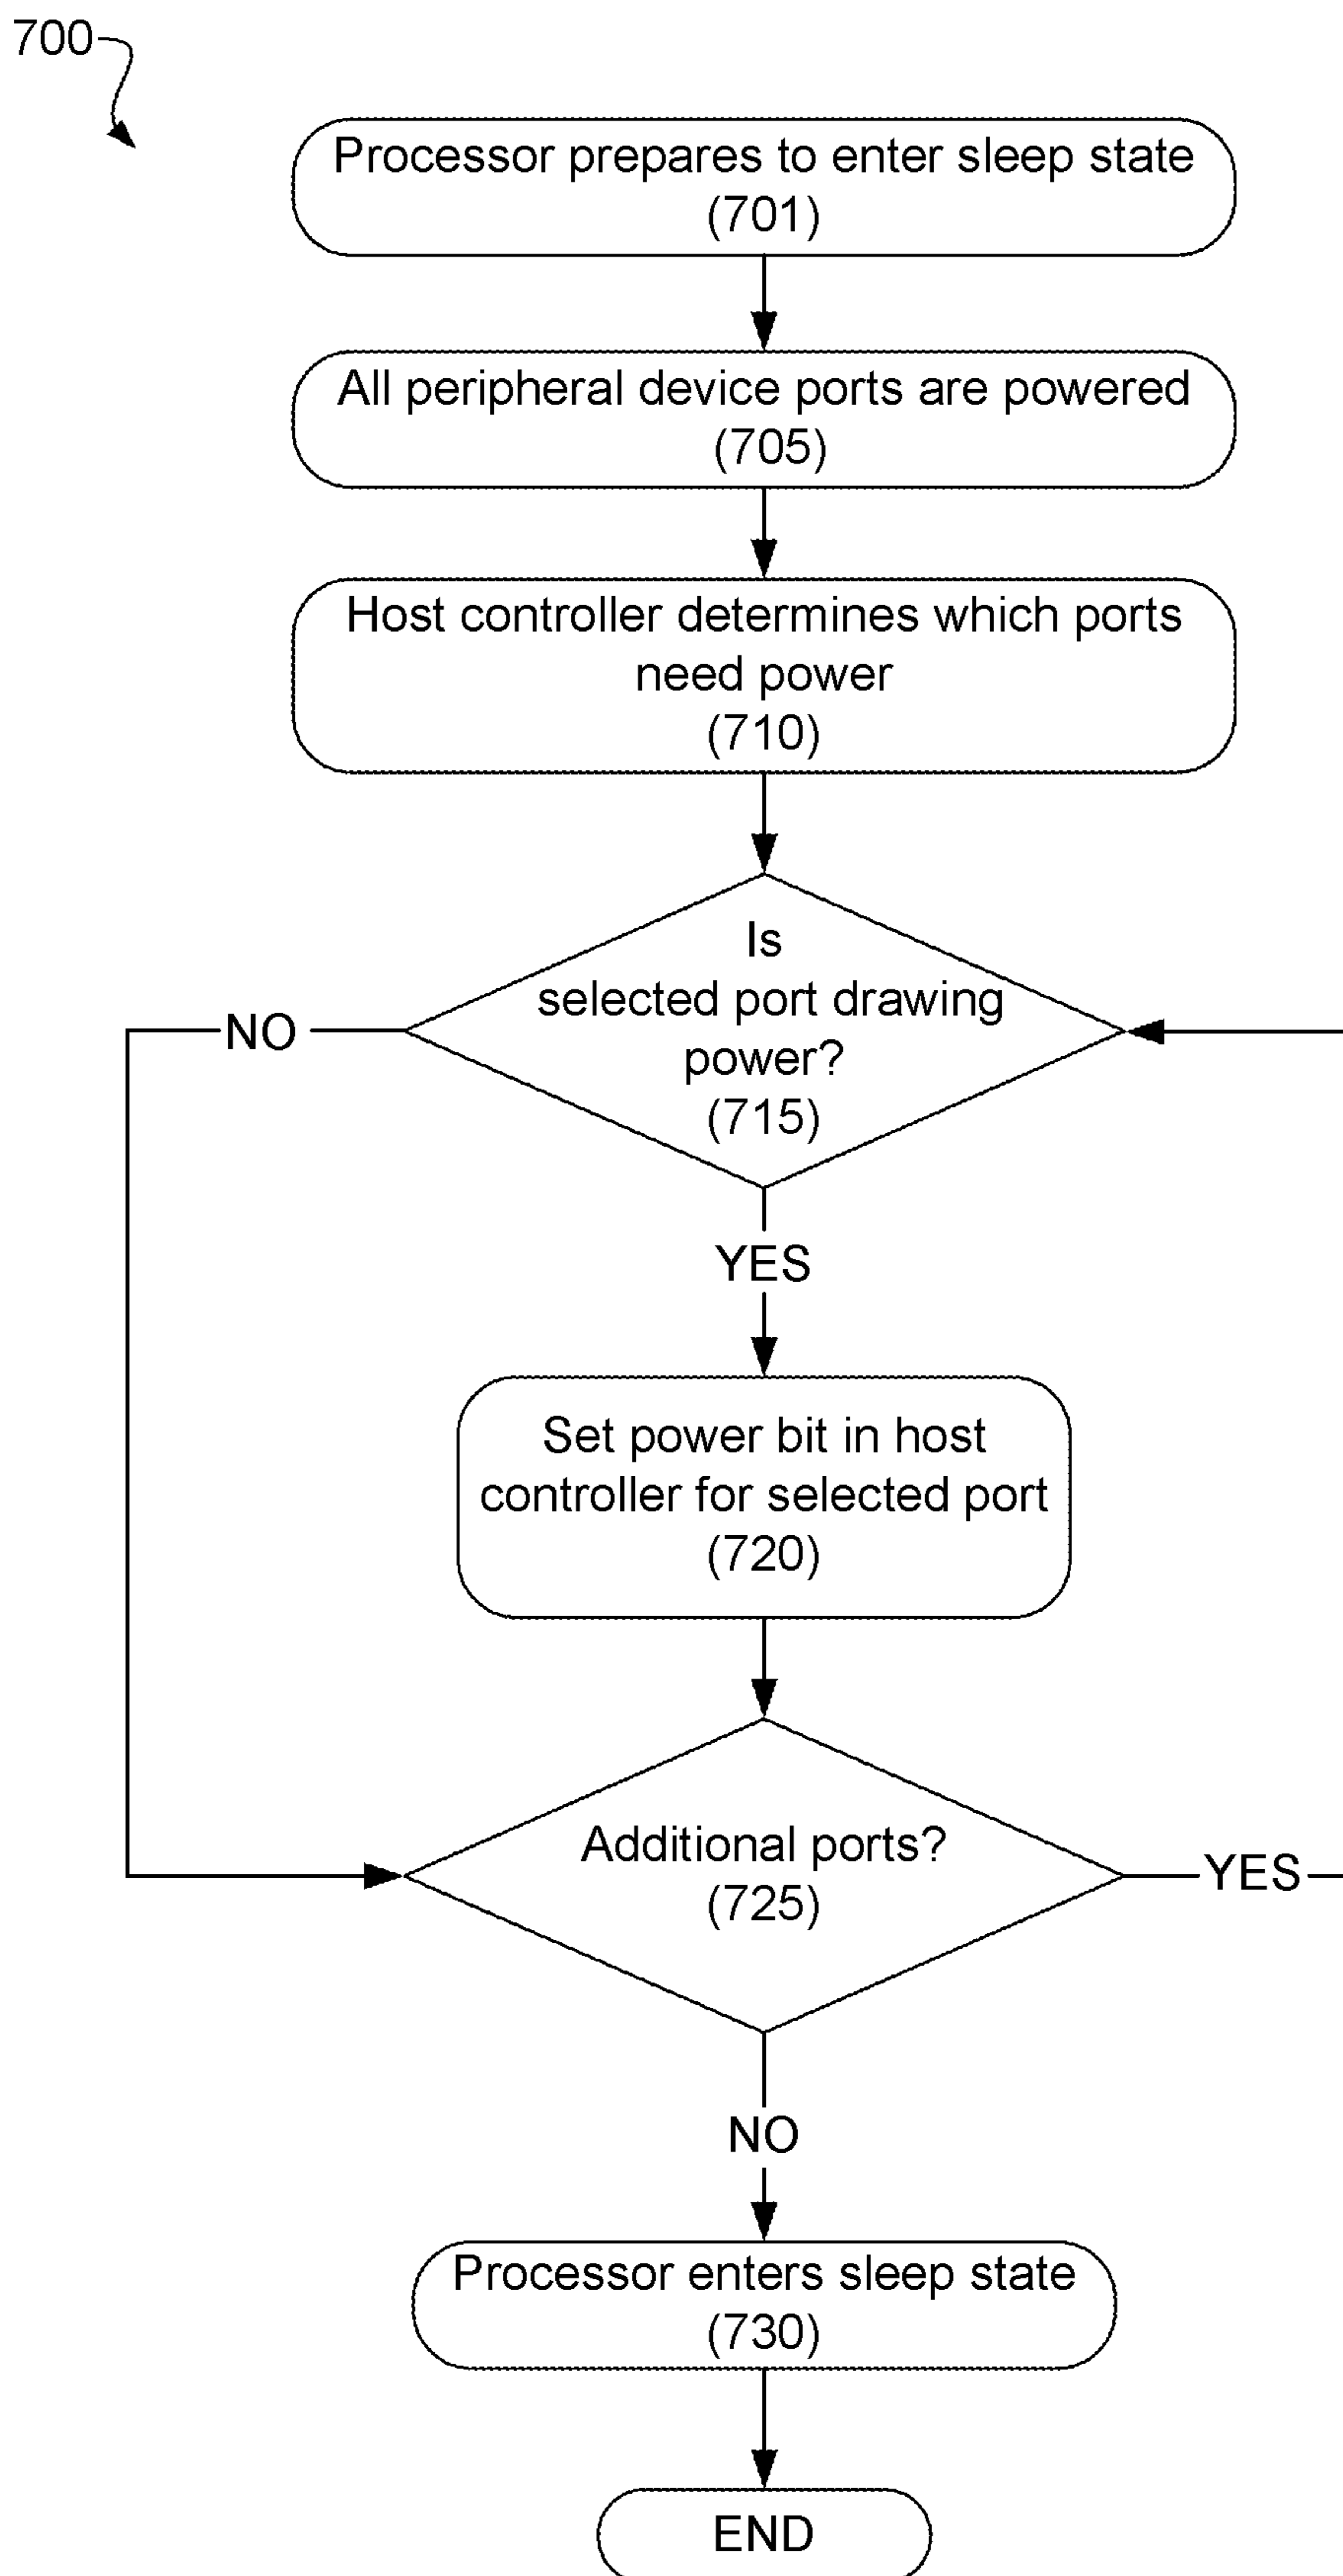 700
Processor prepares to enter sleep state
(701)
All peripheral device ports are powered
(705)
Host controller determines which ports
need power
(710)
Is
selected port drawing
power?
(715)
NO
YES
Set power bit in host
controller for selected port
(720)
Additional ports?
(725)
YES
NO
Processor enters sleep state
(730)
END